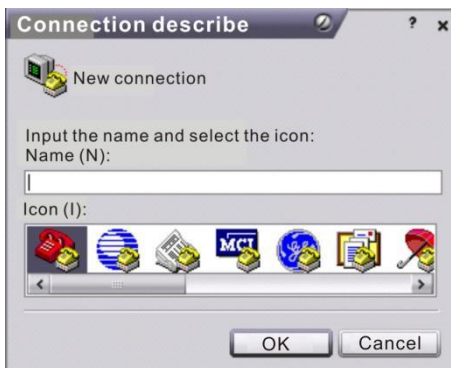 Connection describe
?
x
New connection
Input the name and select the icon:
Name (N):
Icon (I):
MCI
OK
Cancel